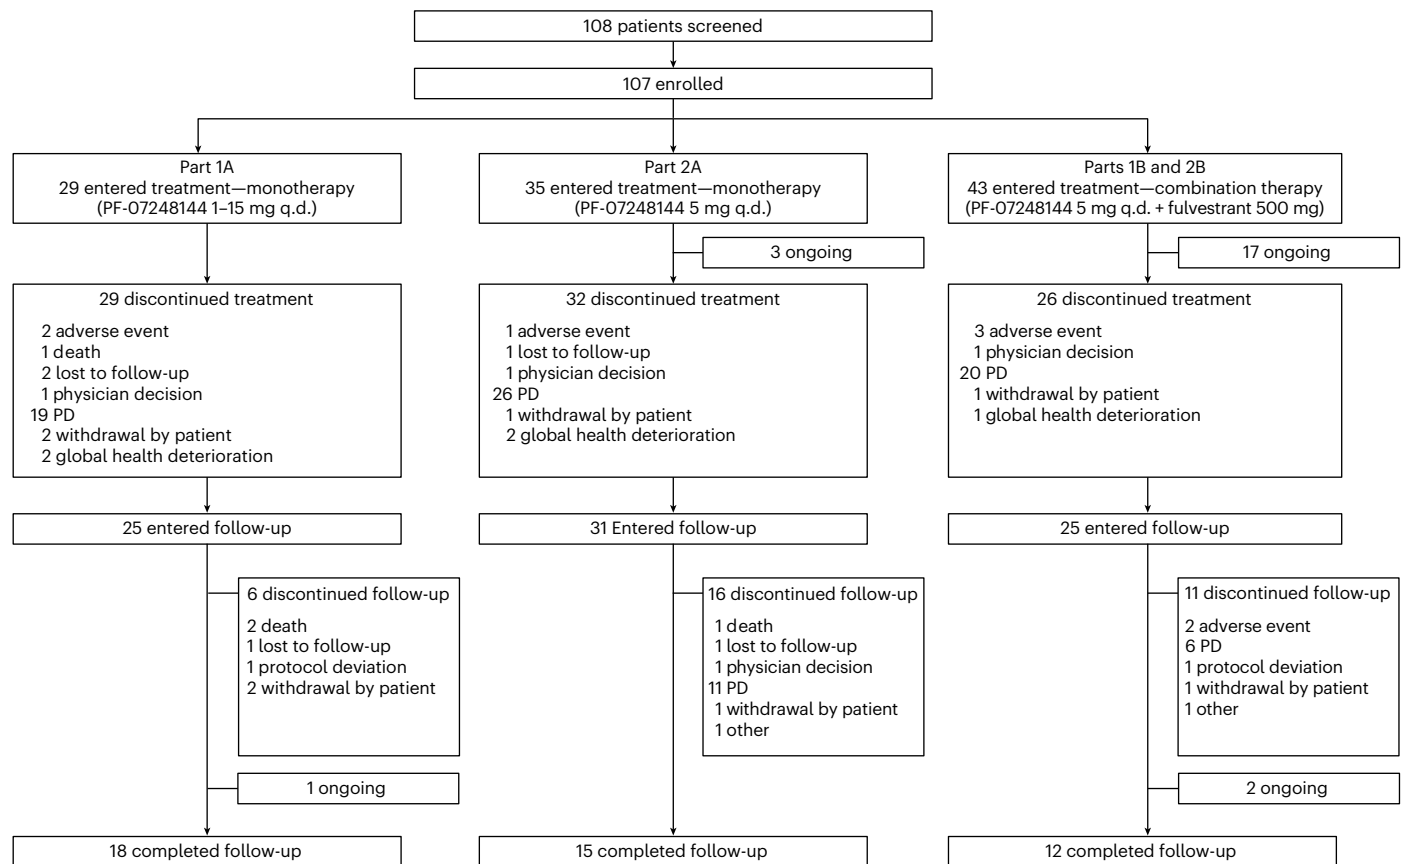 108 patients screened
107 enrolled
Part 1A
29 entered treatment—monotherapy
(PF-07248144 1–15 mg q.d.)
Part 2A
35 entered treatment—monotherapy
(PF-07248144 5 mg q.d.)
Parts 1B and 2B
43 entered treatment—combination therapy
(PF-07248144 5 mg q.d. + fulvestrant 500 mg)
3 ongoing
17 ongoing
29 discontinued treatment
2 adverse event
1 death
2 lost to follow-up
1 physician decision
19 PD
2 withdrawal by patient
2 global health deterioration
32 discontinued treatment
1 adverse event
1 lost to follow-up
1 physician decision
26 PD
1 withdrawal by patient
2 global health deterioration
26 discontinued treatment
3 adverse event
1 physician decision
20 PD
1 withdrawal by patient
1 global health deterioration
25 entered follow-up
31 Entered follow-up
25 entered follow-up
6 discontinued follow-up
2 death
1 lost to follow-up
1 protocol deviation
2 withdrawal by patient
16 discontinued follow-up
1 death
1 lost to follow-up
1 physician decision
11 PD
1 withdrawal by patient
1 other
11 discontinued follow-up
2 adverse event
6 PD
1 protocol deviation
1 withdrawal by patient
1 other
1 ongoing
2 ongoing
18 completed follow-up
15 completed follow-up
12 completed follow-up